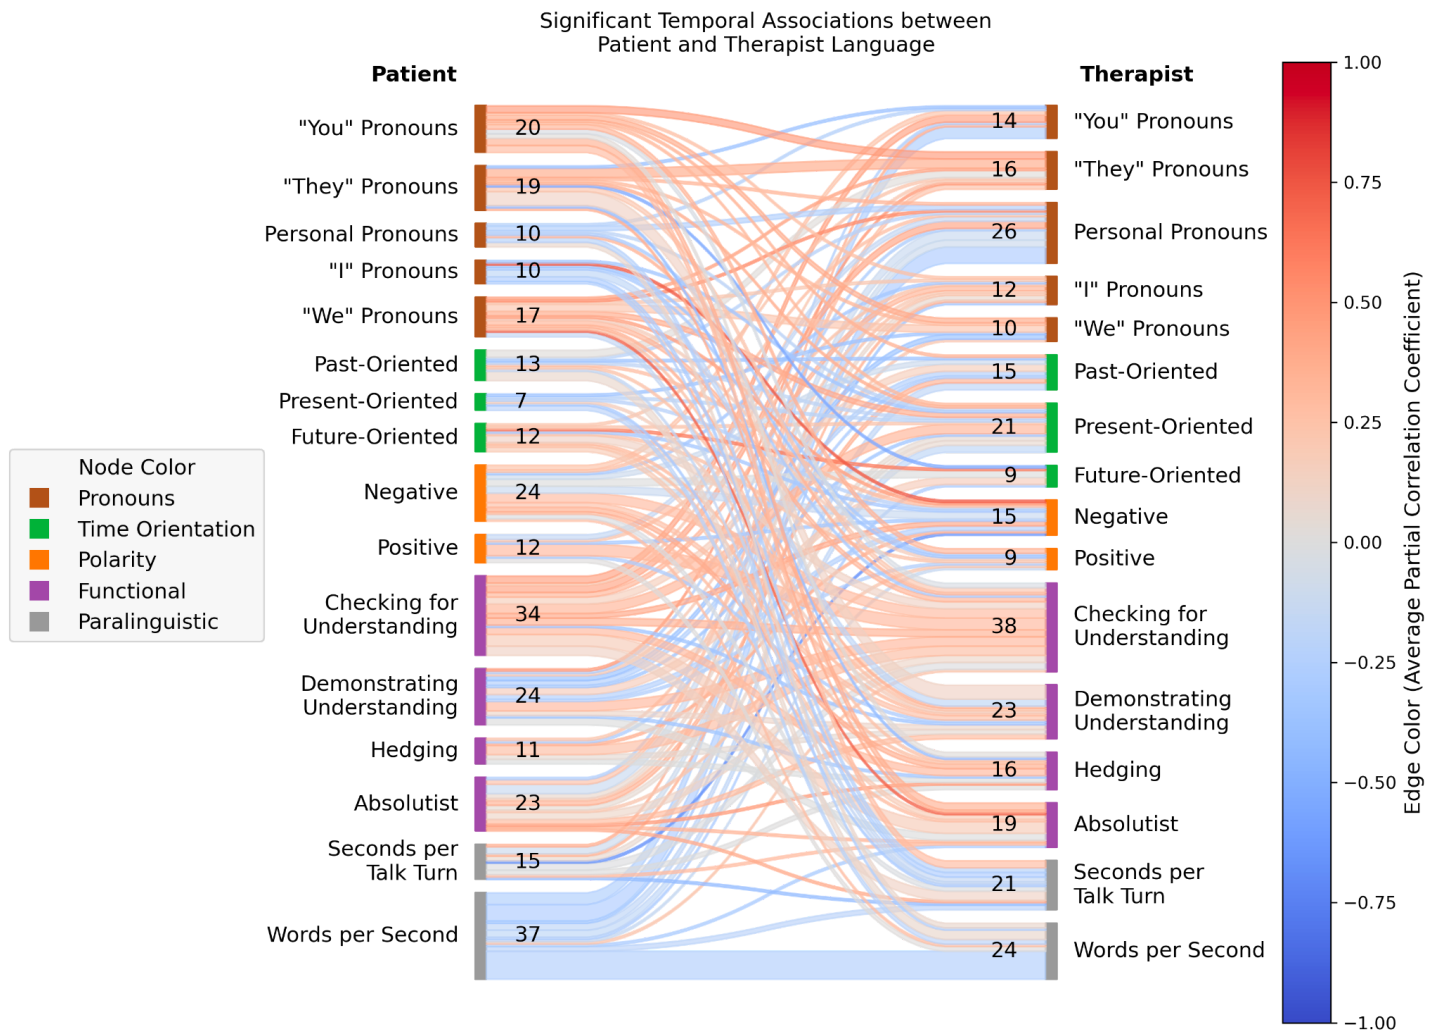 Significant Temporal Associations between
Patient and Therapist Language
Patient
Therapist
"You" Pronouns
20
"They" Pronouns
19
Personal Pronouns
10
"I" Pronouns
10
"We" Pronouns
17
Past-Oriented
13
Present-Oriented
7
Future-Oriented
12
Negative
24
Positive
12
Checking for
Understanding
34
Demonstrating
Understanding
24
Hedging
11
Absolutist
23
Seconds per
Talk Turn
15
Words per Second
37
14
"You" Pronouns
16
"They" Pronouns
26
Personal Pronouns
12
"I" Pronouns
10
"We" Pronouns
15
Past-Oriented
21
Present-Oriented
9
Future-Oriented
15
Negative
9
Positive
38
Checking for
Understanding
23
Demonstrating
Understanding
16
Hedging
19
Absolutist
21
Seconds per
Talk Turn
24
Words per Second
Node Color
Pronouns
Time Orientation
Polarity
Functional
Paralinguistic
1.00
0.75
0.50
0.25
0.00
−0.25
−0.50
−0.75
−1.00
Edge Color (Average Partial Correlation Coefficient)